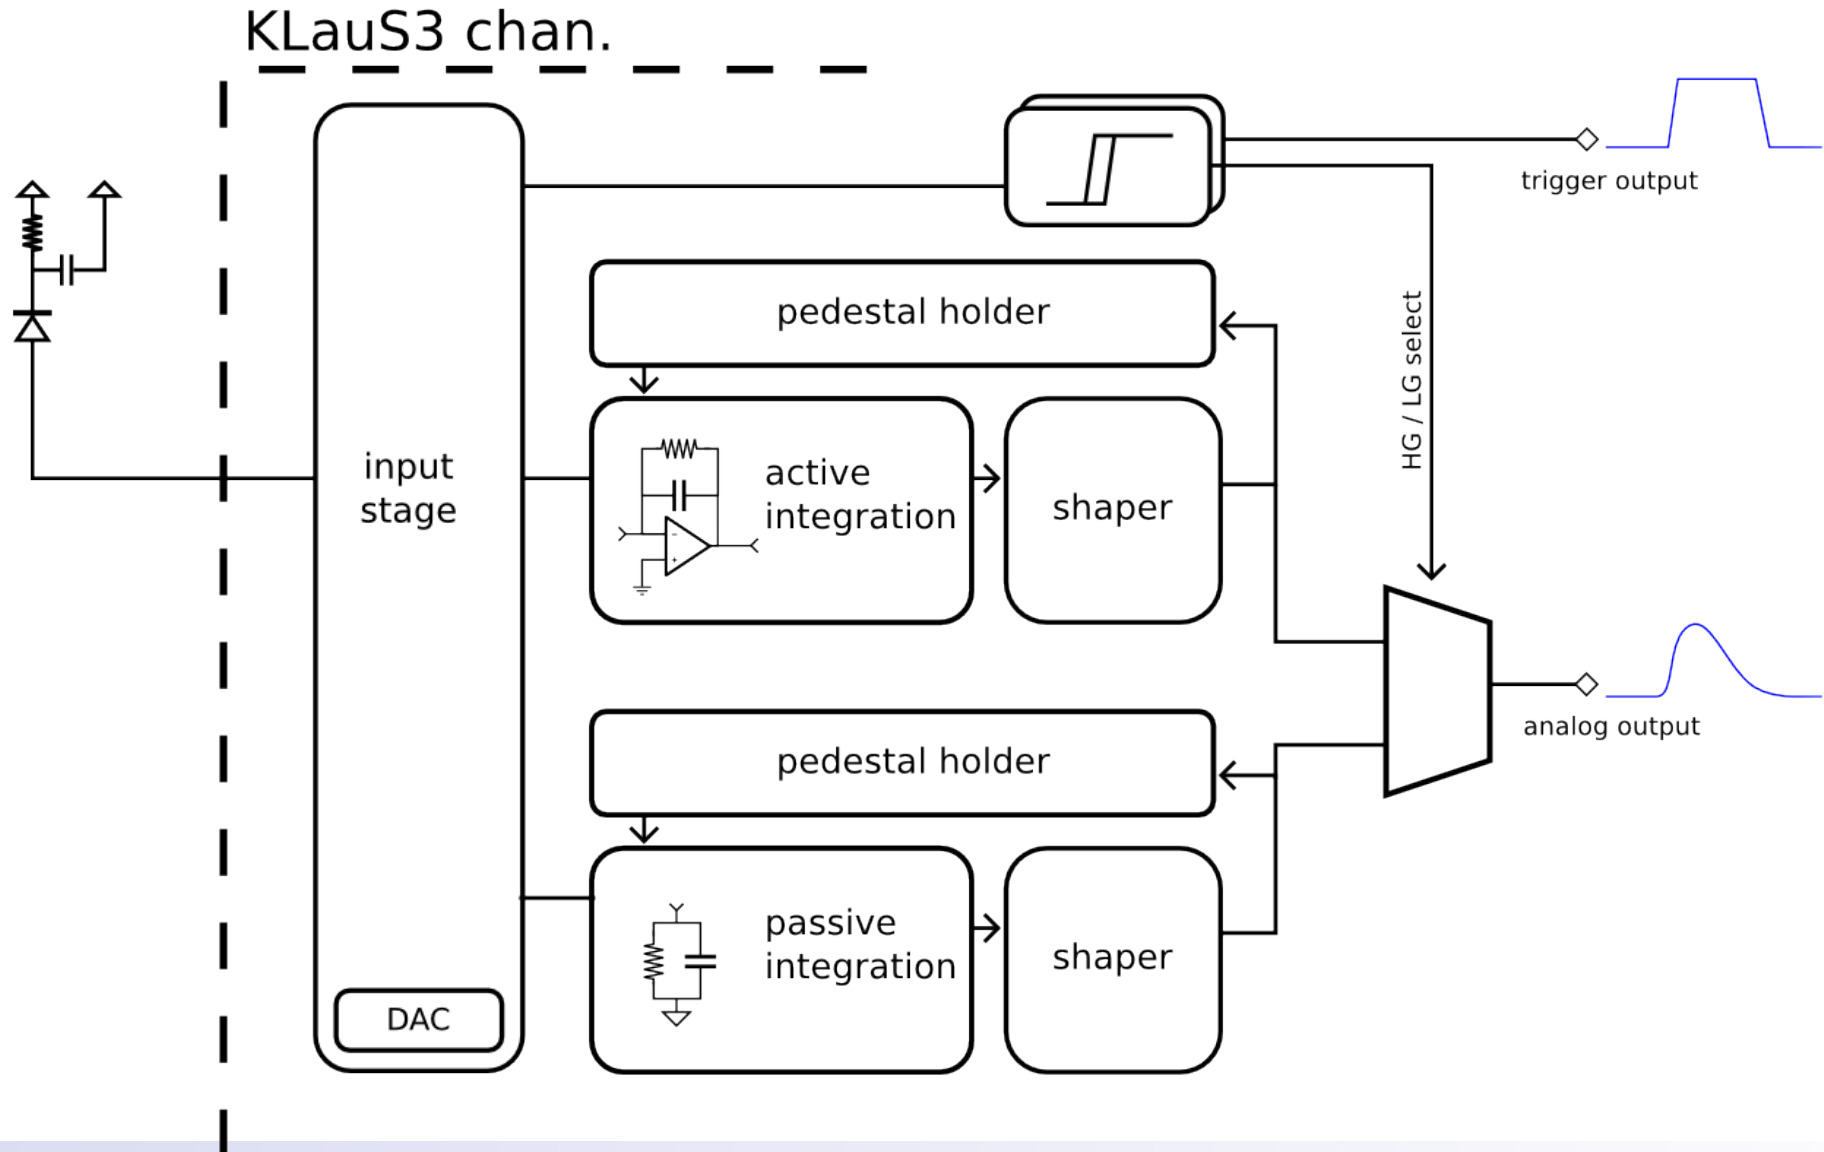 KLauS3 chan.
trigger output
pedestal holder
HG / LG select
input
stage
active
integration
shaper
analog output
pedestal holder
passive
integration
shaper
DAC